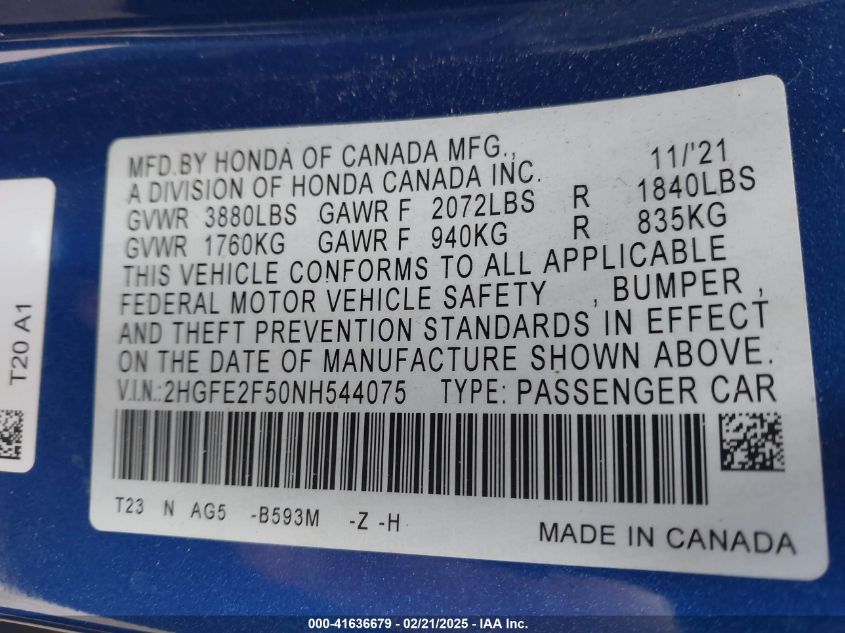 MFD.BY HONDA OF CANADA MFG., 11/'21
A DIVISION OF HONDA CANADA INC.
GVWR 3880LBS GAWR F 2072LBS R 1840LBS
GVWR 1760KG GAWR F 940KG R 835KG
THIS VEHICLE CONFORMS TO ALL APPLICABLE
FEDERAL MOTOR VEHICLE SAFETY , BUMPER ,
AND THEFT PREVENTION STANDARDS IN EFFECT
ON THE DATE OF MANUFACTURE SHOWN ABOVE.
V.I.N.:2HGFE2F50NH544075 TYPE: PASSENGER CAR
T23 N AG5 -B593M -Z -H
MADE IN CANADA
T20 A1
000-41636679 - 02/21/2025 - IAA Inc.